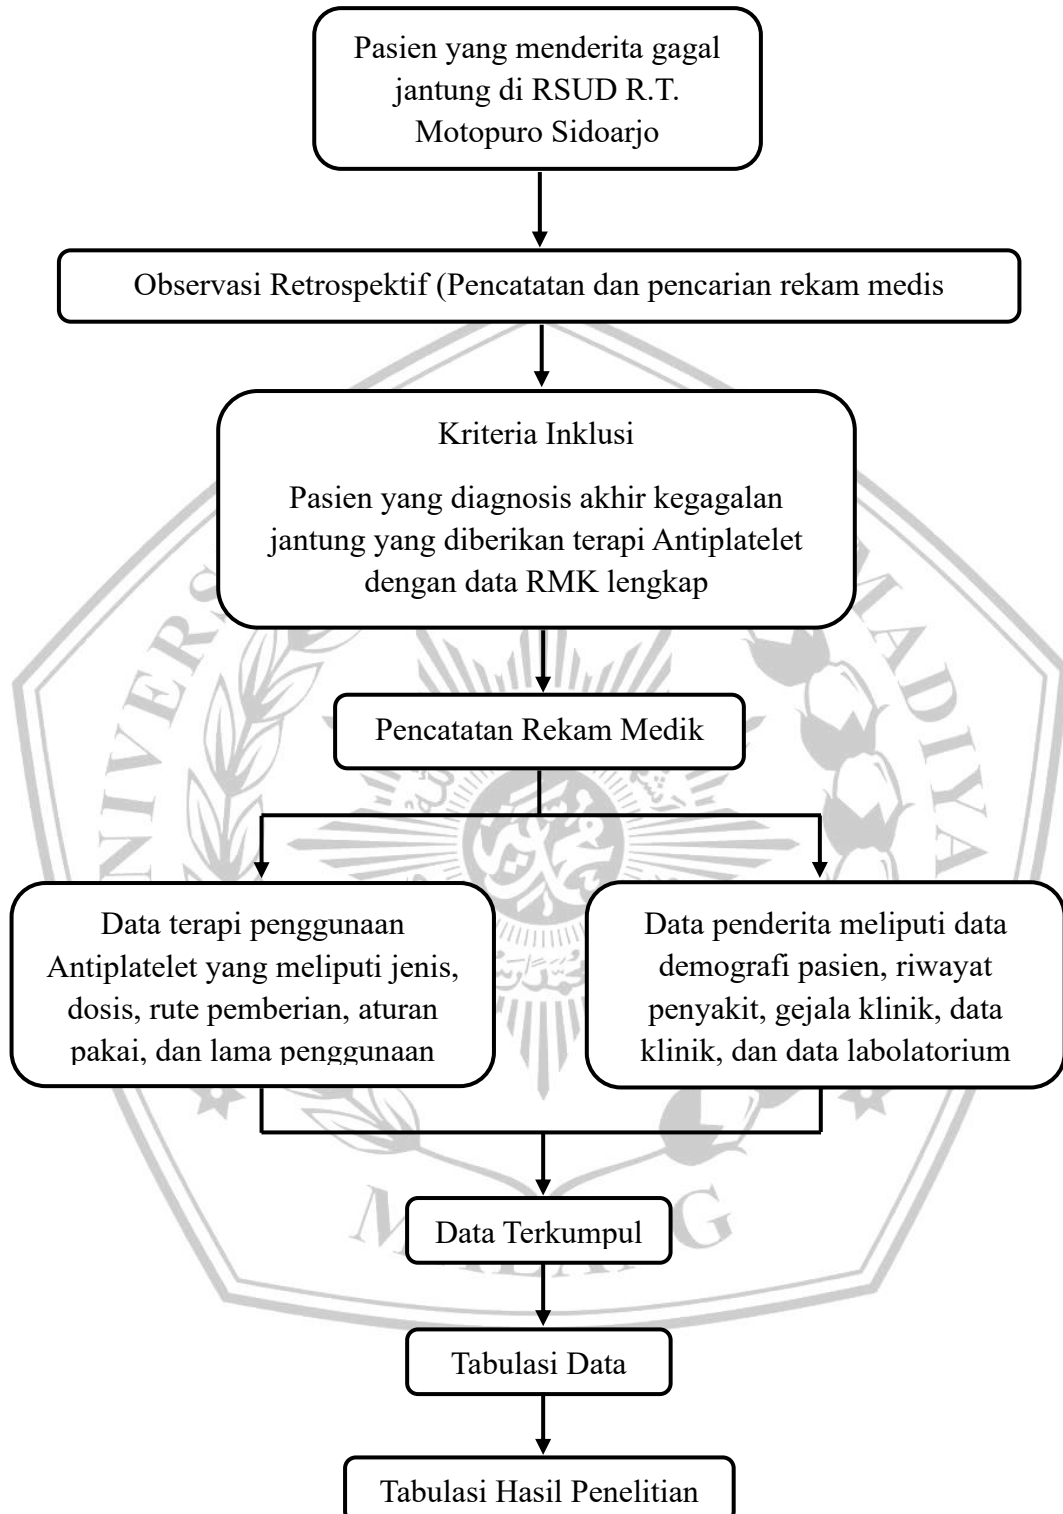 Pasien yang menderita gagal
jantung di RSUD R.T.
Motopuro Sidoarjo
Observasi Retrospektif (Pencatatan dan pencarian rekam medis
Kriteria Inklusi
Pasien yang diagnosis akhir kegagalan
jantung yang diberikan terapi Antiplatelet
dengan data RMK lengkap
Pencatatan Rekam Medik
Data terapi penggunaan
Antiplatelet yang meliputi jenis,
dosis, rute pemberian, aturan
pakai, dan lama penggunaan
Data penderita meliputi data
demografi pasien, riwayat
penyakit, gejala klinik, data
klinik, dan data labolatorium
Data Terkumpul
Tabulasi Data
Tabulasi Hasil Penelitian